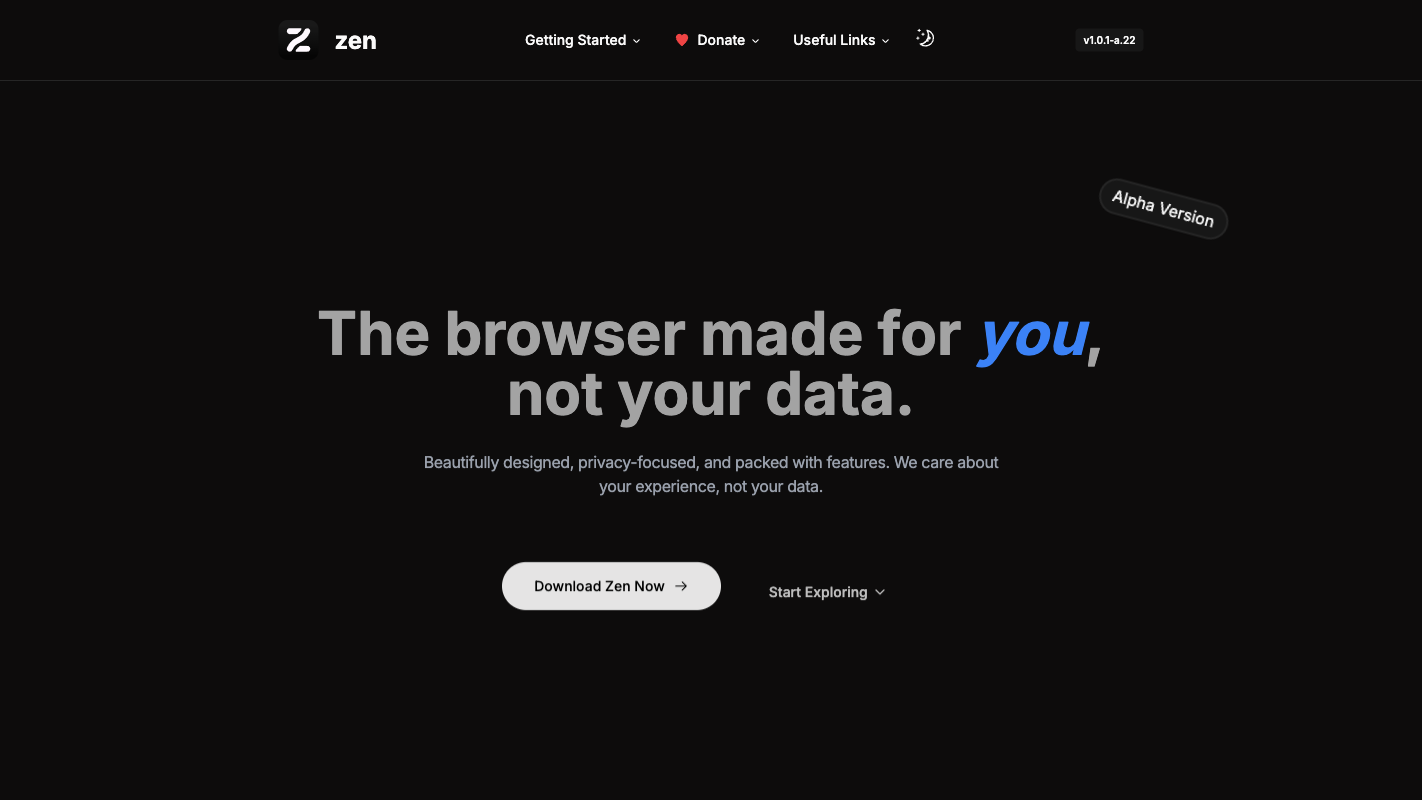 zen
Getting Started
Donate
Useful Links
v1.0.1-a.22
Alpha Version
The browser made for you,
not your data.
Beautifully designed, privacy-focused, and packed with features. We care about
your experience, not your data.
Download Zen Now
Start Exploring